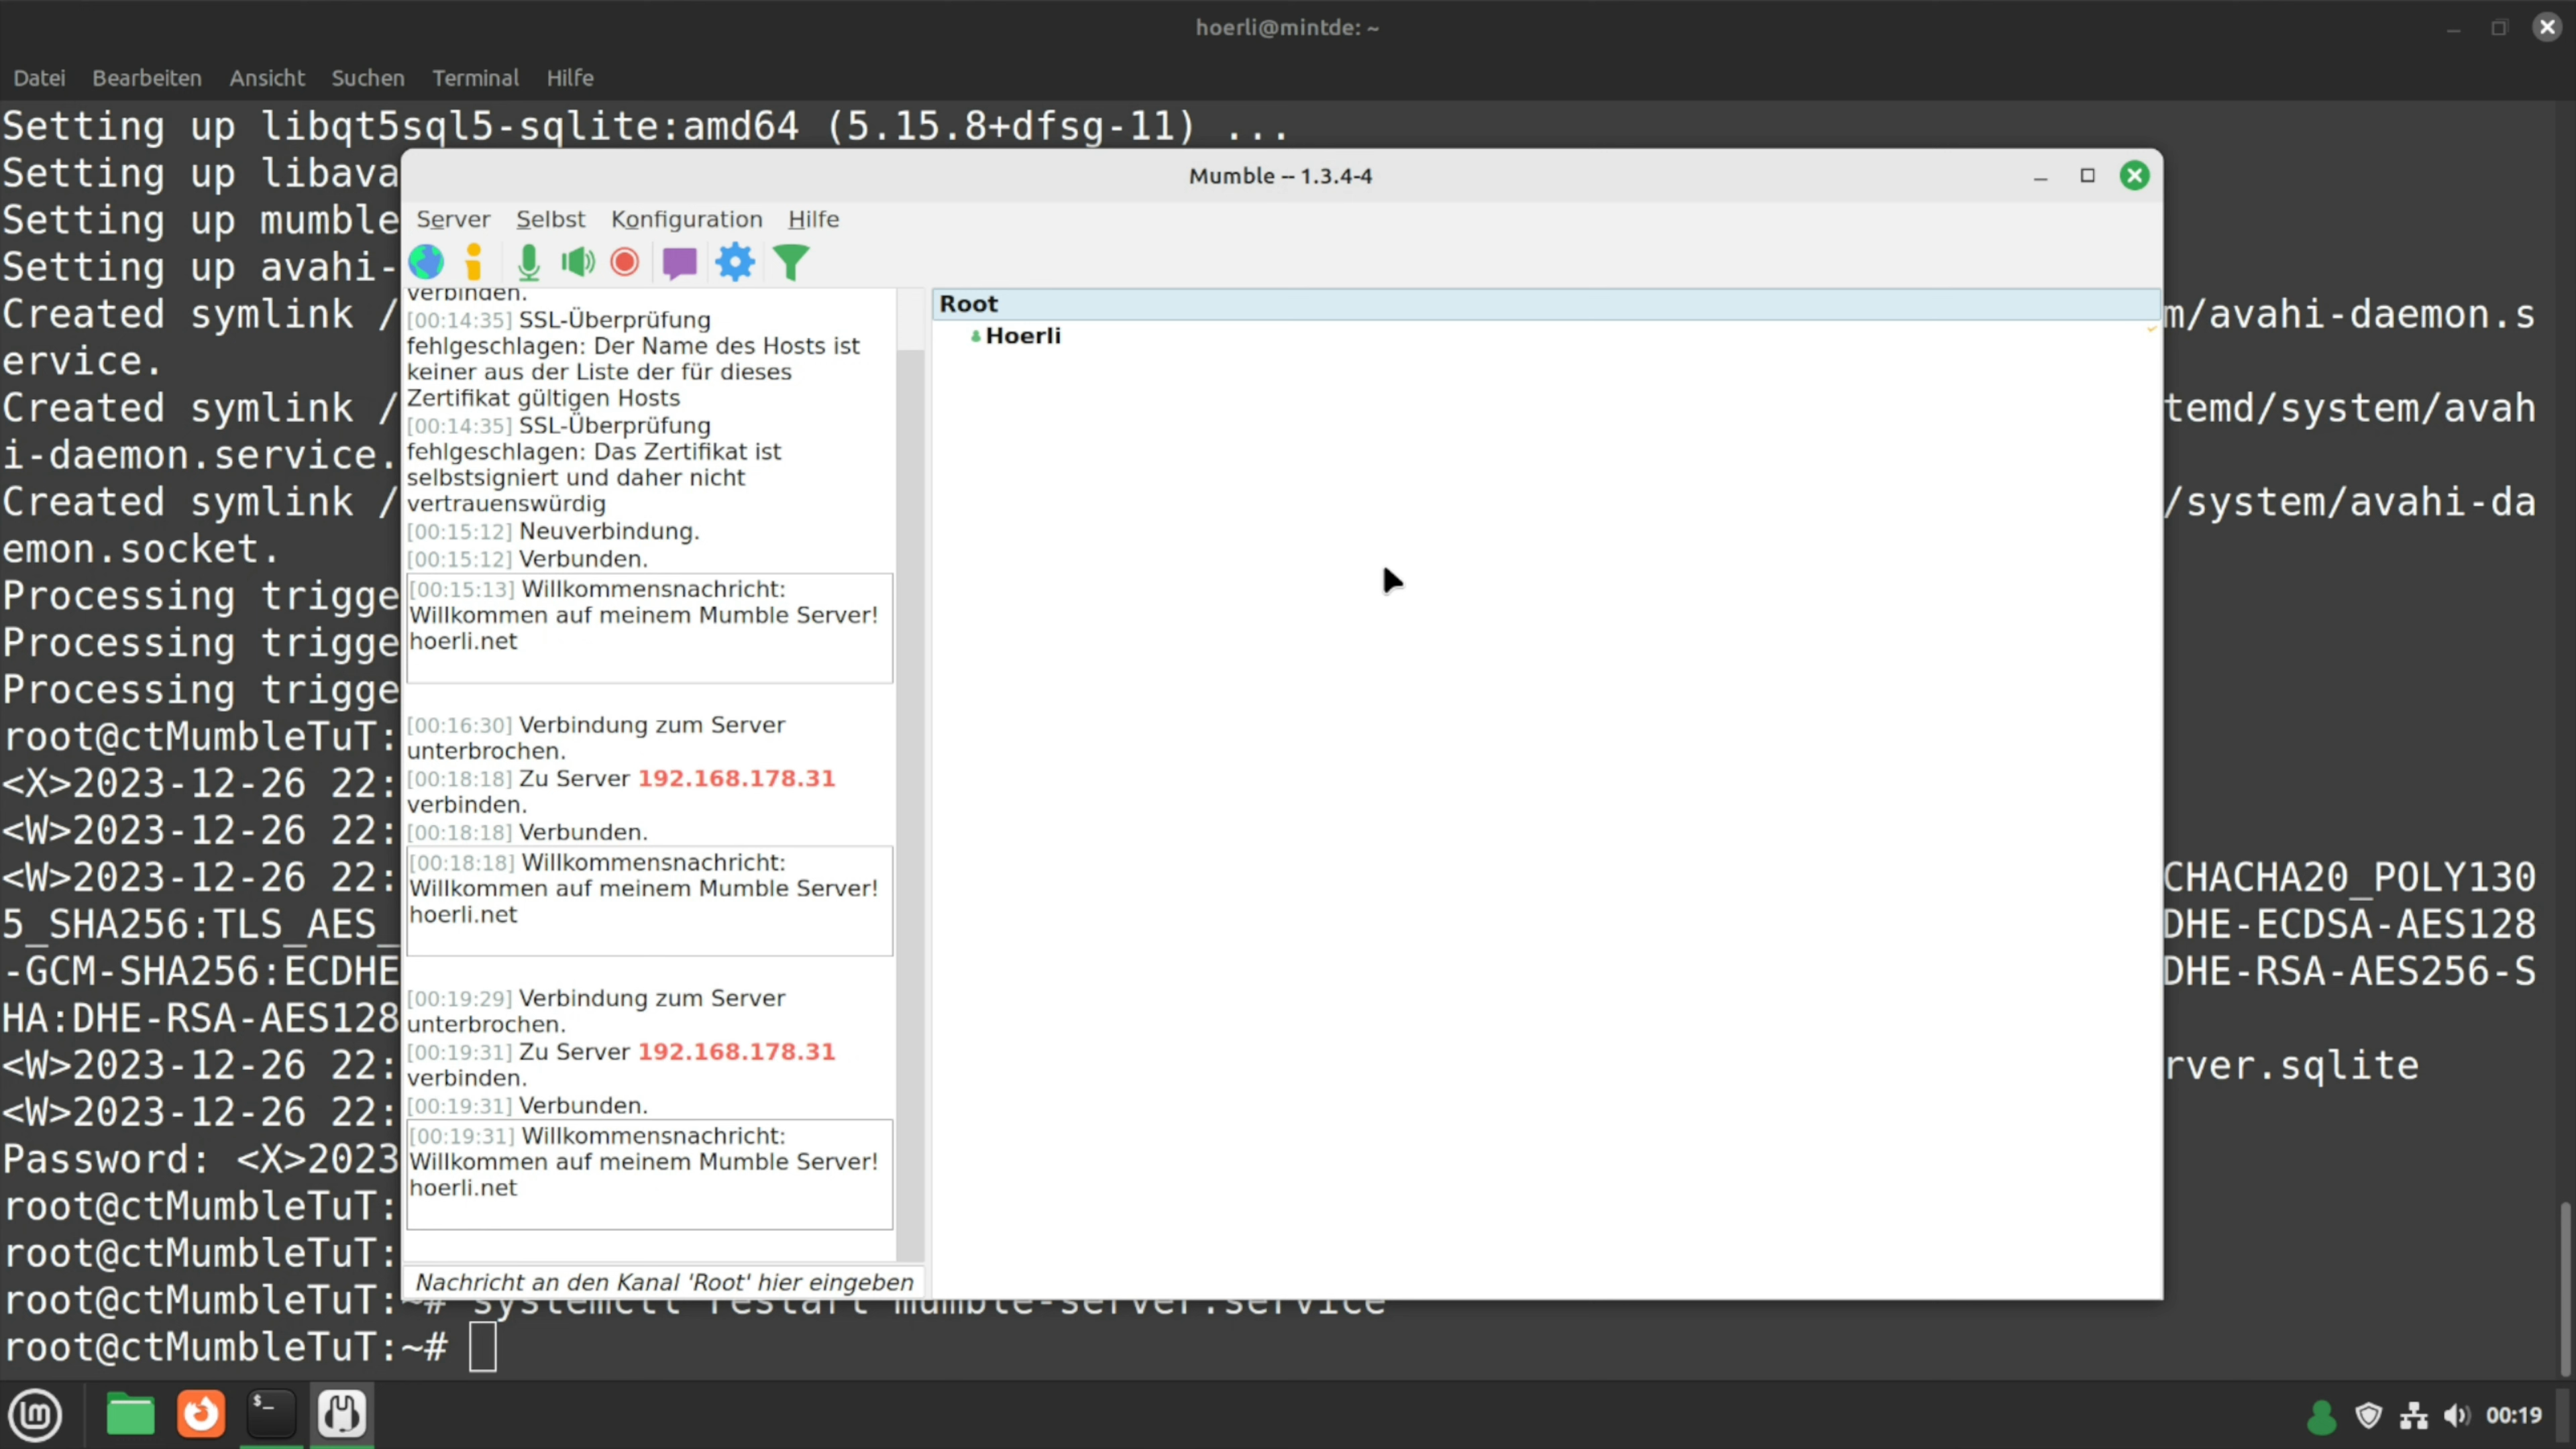 hoerli@mintde: ~
Datei Bearbeiten Ansicht Suchen Terminal Hilfe
Setting up libqt5sql5-sqlite:amd64 (5.15.8+dfsg-11) ...
Setting up libava
Setting up mumble
Setting up avahi-
Created symlink / m/avahi-daemon.s
ervice.
Created symlink / temd/system/avah
i-daemon.service.
Created symlink / /system/avahi-da
emon.socket.
Processing trigge
Processing trigge
Processing trigge
root@ctMumbleTuT:
<X>2023-12-26 22:
<W>2023-12-26 22:
<W>2023-12-26 22: CHACHA20_POLY130
5_SHA256:TLS_AES_ DHE-ECDSA-AES128
-GCM-SHA256:ECDHE DHE-RSA-AES256-S
HA:DHE-RSA-AES128
<W>2023-12-26 22: rver.sqlite
<W>2023-12-26 22:
Password: <X>2023
root@ctMumbleTuT:
root@ctMumbleTuT:
root@ctMumbleTuT:~# systemctl restart mumble-server.service
root@ctMumbleTuT:~#
Mumble -- 1.3.4-4
Server Selbst Konfiguration Hilfe
verbinden.
[00:14:35] SSL-Überprüfung
fehlgeschlagen: Der Name des Hosts ist
keiner aus der Liste der für dieses
Zertifikat gültigen Hosts
[00:14:35] SSL-Überprüfung
fehlgeschlagen: Das Zertifikat ist
selbstsigniert und daher nicht
vertrauenswürdig
[00:15:12] Neuverbindung.
[00:15:12] Verbunden.
[00:15:13] Willkommensnachricht:
Willkommen auf meinem Mumble Server!
hoerli.net
[00:16:30] Verbindung zum Server
unterbrochen.
[00:18:18] Zu Server 192.168.178.31
verbinden.
[00:18:18] Verbunden.
[00:18:18] Willkommensnachricht:
Willkommen auf meinem Mumble Server!
hoerli.net
[00:19:29] Verbindung zum Server
unterbrochen.
[00:19:31] Zu Server 192.168.178.31
verbinden.
[00:19:31] Verbunden.
[00:19:31] Willkommensnachricht:
Willkommen auf meinem Mumble Server!
hoerli.net
Nachricht an den Kanal 'Root' hier eingeben
Root
Hoerli
$_
00:19